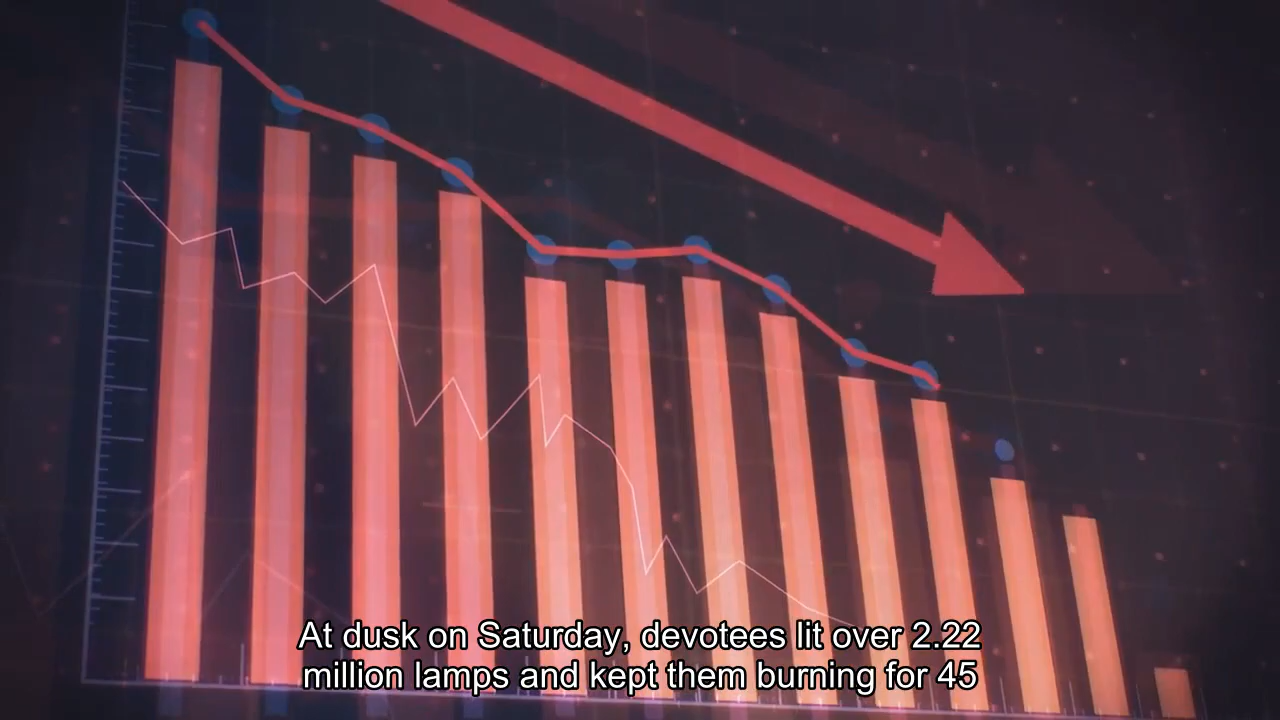 At dusk on Saturday, devotees lit over 2.22
million lamps and kept them burning for 45